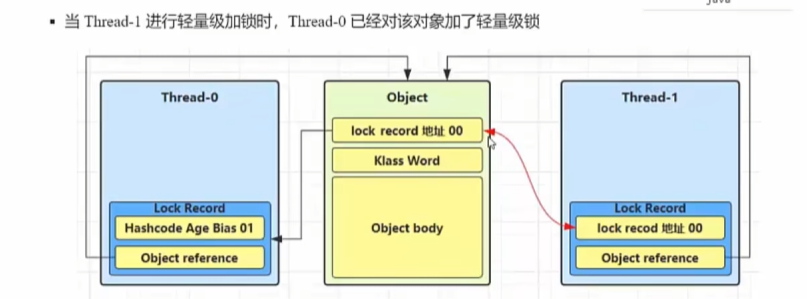 java
▪ 当 Thread-1 进行轻量级加锁时，Thread-0 已经对该对象加了轻量级锁
Thread-0
Object
Thread-1
lock record 地址 00
Klass Word
Object body
Lock Record
Hashcode Age Bias 01
Object reference
Lock Record
lock recod 地址 00
Object reference